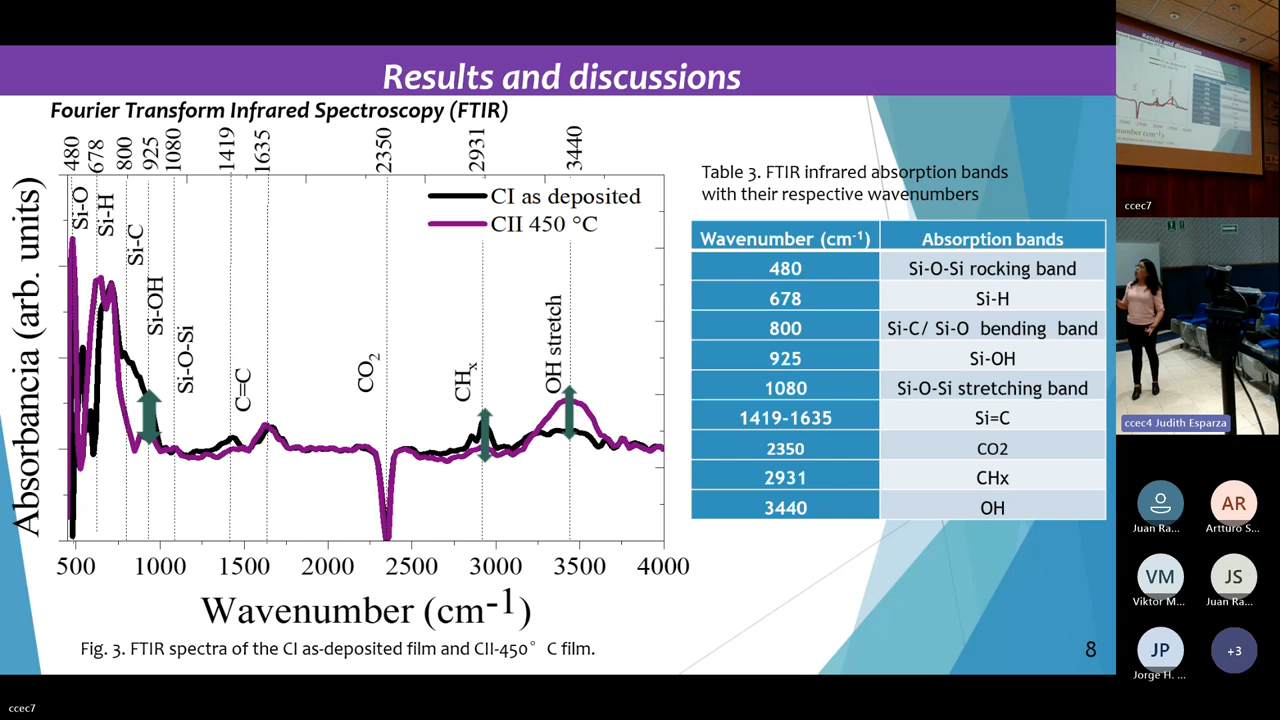 Results and discussions
Fourier Transform Infrared Spectroscopy (FTIR)
480 678 800 925 1080 1419 1635 2350 2931 3440
Absorbancia (arb. units)
Si-O
Si-H
Si-C
Si-OH
Si-O-Si
C=C
CO2
CHx
OH stretch
CI as deposited
CII 450 °C
500 1000 1500 2000 2500 3000 3500 4000
Wavenumber (cm-1)
Fig. 3. FTIR spectra of the CI as-deposited film and CII-450° C film.
Table 3. FTIR infrared absorption bands
with their respective wavenumbers
Wavenumber (cm-1) Absorption bands
480 Si-O-Si rocking band
678 Si-H
800 Si-C/ Si-O bending band
925 Si-OH
1080 Si-O-Si stretching band
1419-1635 Si=C
2350 CO2
2931 CHx
3440 OH
8
Results and discussions
ccec7
ccec4 Judith Esparza
AR
Juan Ra...
Artturo S...
VM
JS
Viktor M...
Juan Ra...
JP
+3
Jorge H. ...
ccec7